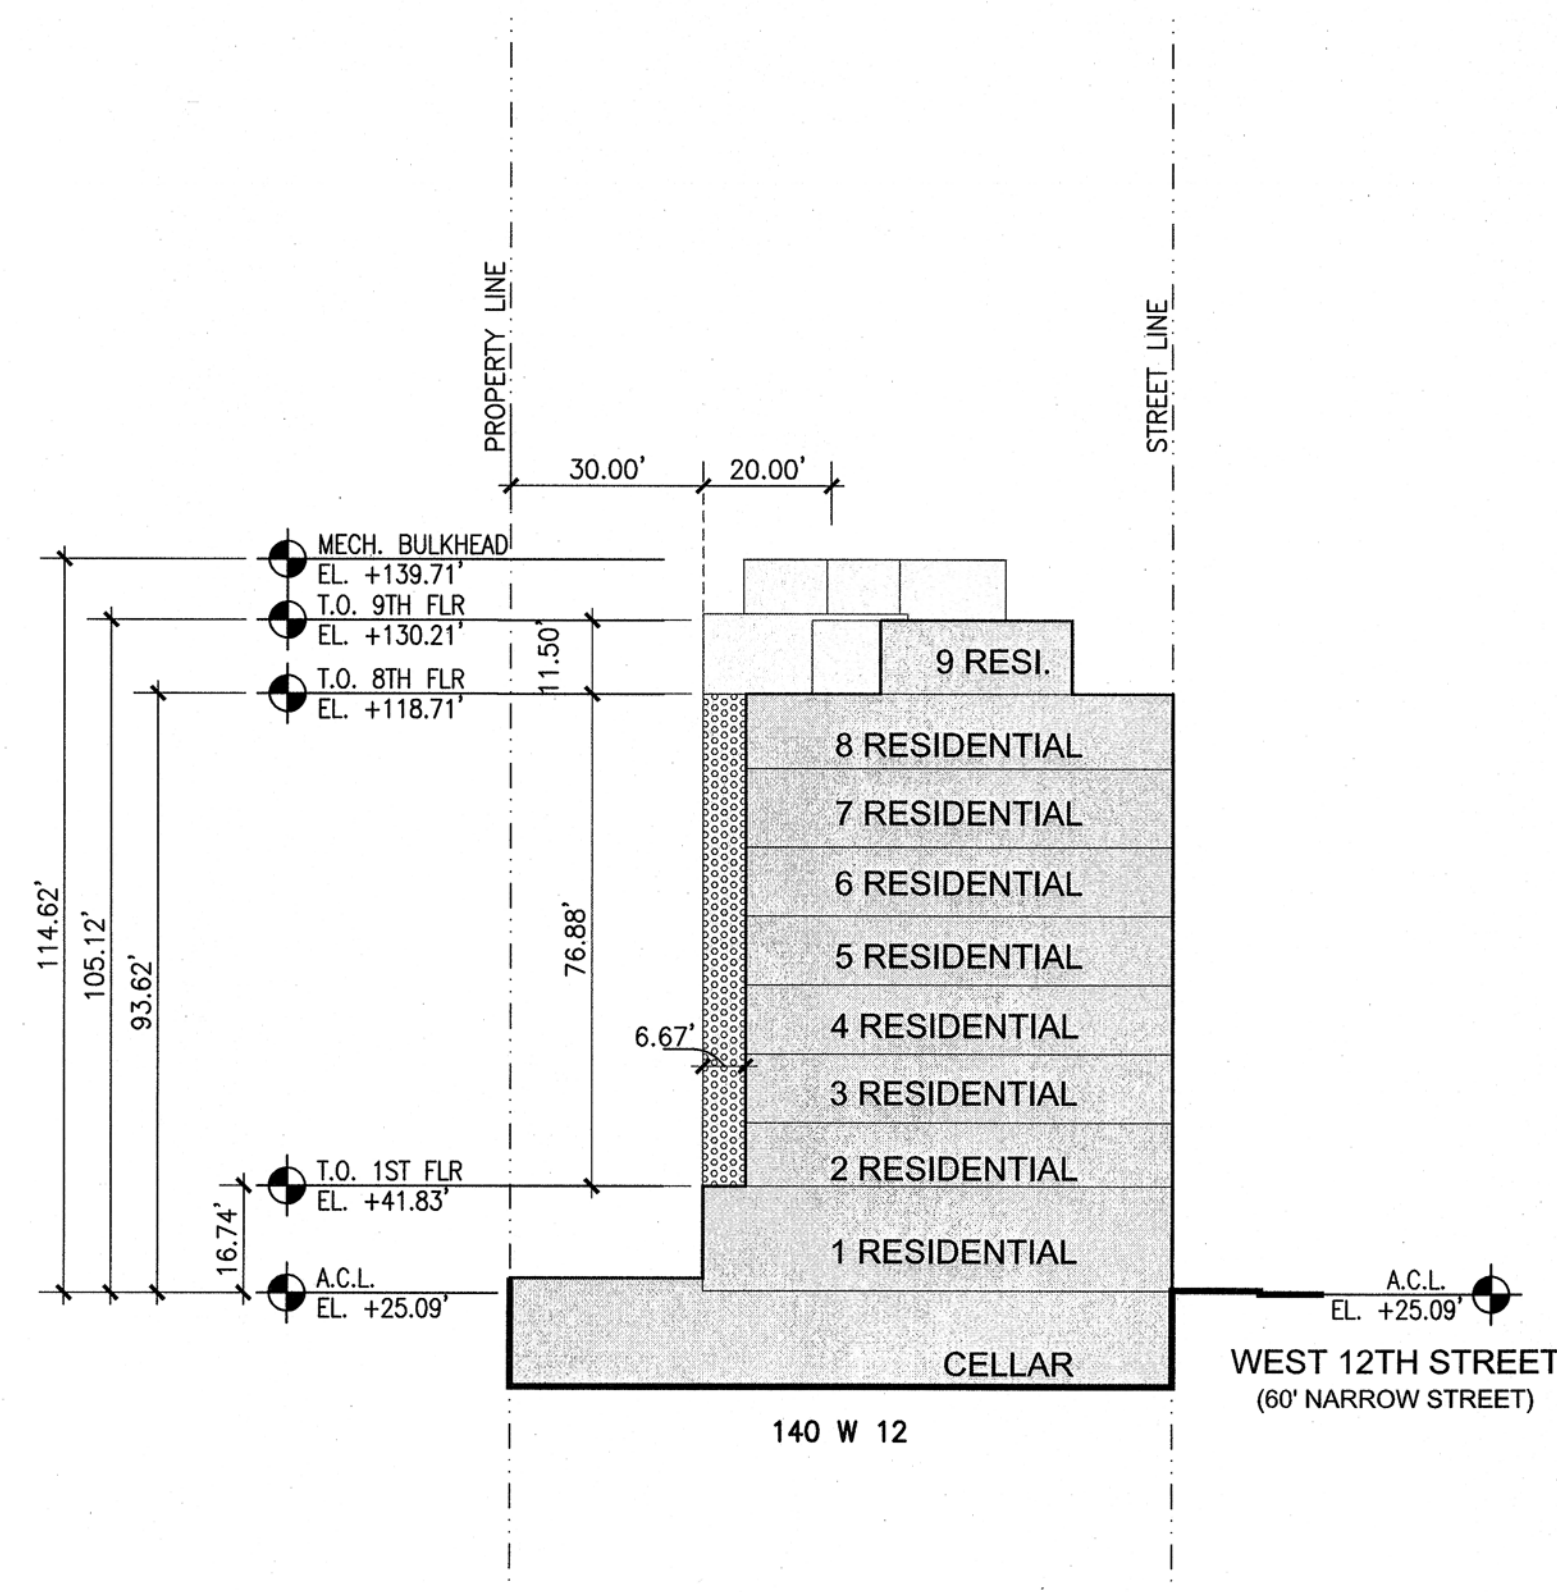 PROPERTY LINE
STREET LINE
30.00'
20.00'
MECH. BULKHEAD
EL. +139.71'
T.O. 9TH FLR
EL. +130.21'
11.50'
T.O. 8TH FLR
EL. +118.71'
9 RESI.
8 RESIDENTIAL
7 RESIDENTIAL
6 RESIDENTIAL
5 RESIDENTIAL
4 RESIDENTIAL
3 RESIDENTIAL
2 RESIDENTIAL
1 RESIDENTIAL
CELLAR
114.62'
105.12'
93.62'
76.88'
6.67'
T.O. 1ST FLR
EL. +41.83'
16.74'
A.C.L.
EL. +25.09'
A.C.L.
EL. +25.09'
WEST 12TH STREET
(60' NARROW STREET)
140 W 12